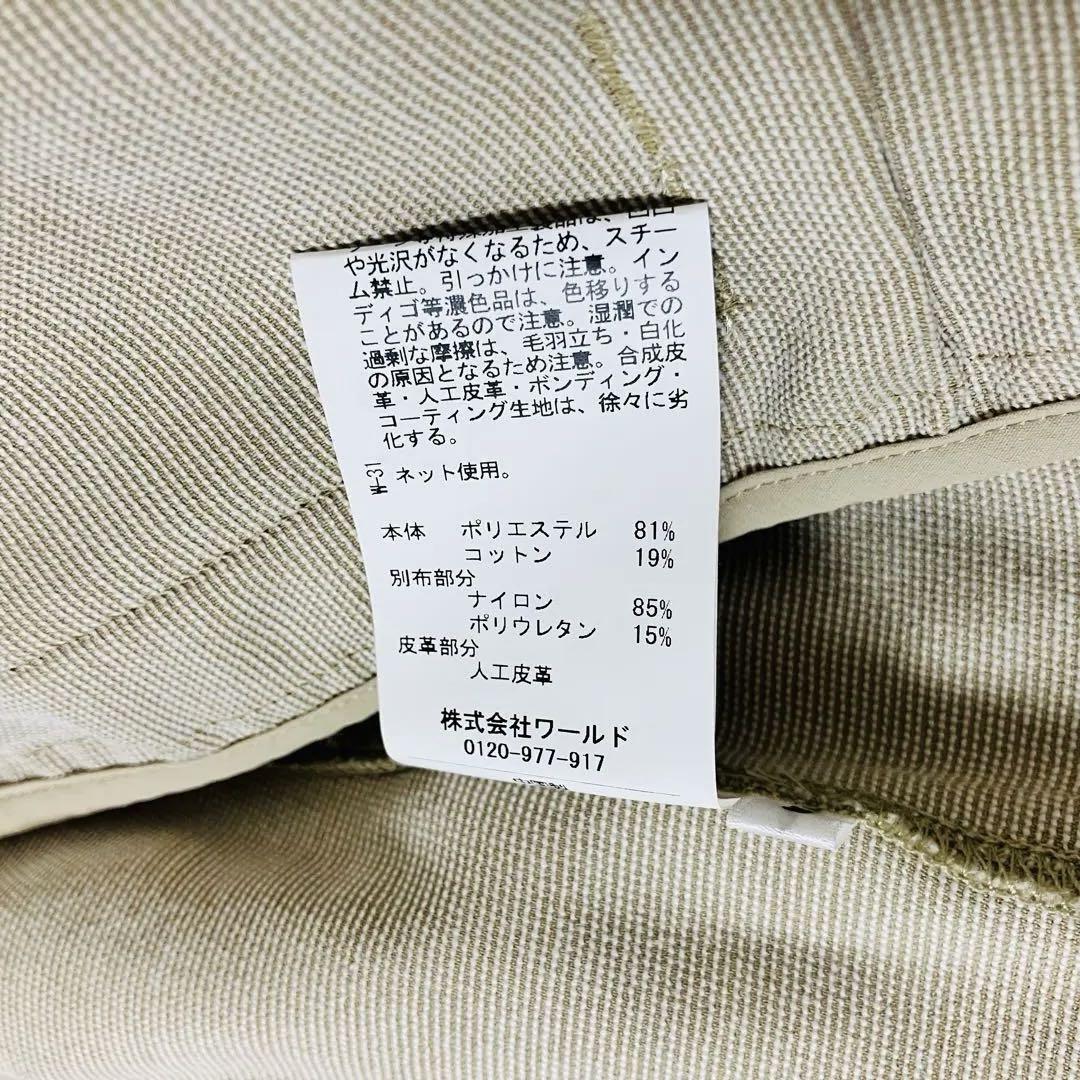 や光沢がなくなるため、スチー
ム禁止。引っかけに注意。イン
ディゴ等濃色品は、色移りする
ことがあるので注意。湿潤での
過剰な摩擦は、毛羽立ち・白化
の原因となるため注意。合成皮
革・人工皮革・ボンディング・
コーティング生地は、徐々に劣
化する。
H-31 ネット使用。
本体 ポリエステル 81%
コットン 19%
別布部分
ナイロン 85%
ポリウレタン 15%
皮革部分
人工皮革
株式会社ワールド
0120-977-917